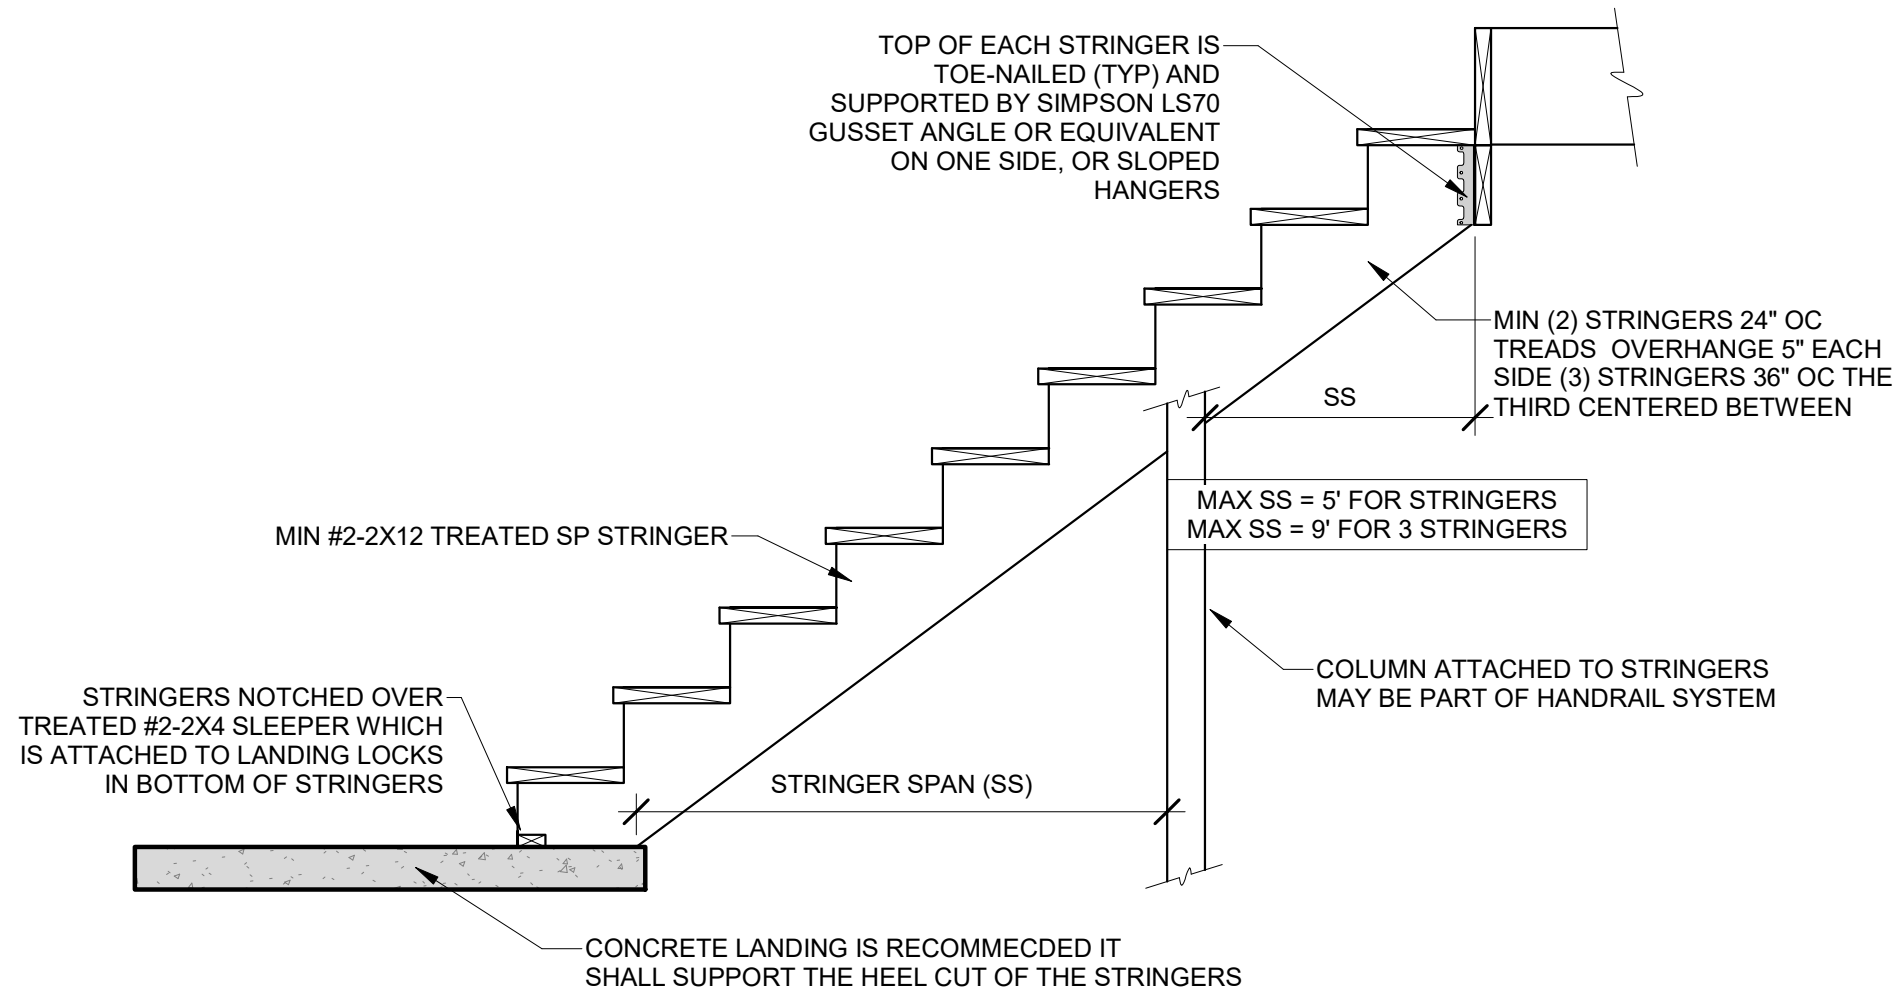 TOP OF EACH STRINGER IS
TOE-NAILED (TYP) AND
SUPPORTED BY SIMPSON LS70
GUSSET ANGLE OR EQUIVALENT
ON ONE SIDE, OR SLOPED
HANGERS
MIN (2) STRINGERS 24" OC
TREADS OVERHANGE 5" EACH
SIDE (3) STRINGERS 36" OC THE
THIRD CENTERED BETWEEN
SS
MAX SS = 5' FOR STRINGERS
MAX SS = 9' FOR 3 STRINGERS
MIN #2-2X12 TREATED SP STRINGER
COLUMN ATTACHED TO STRINGERS
MAY BE PART OF HANDRAIL SYSTEM
STRINGERS NOTCHED OVER
TREATED #2-2X4 SLEEPER WHICH
IS ATTACHED TO LANDING LOCKS
IN BOTTOM OF STRINGERS
STRINGER SPAN (SS)
CONCRETE LANDING IS RECOMMECDED IT
SHALL SUPPORT THE HEEL CUT OF THE STRINGERS